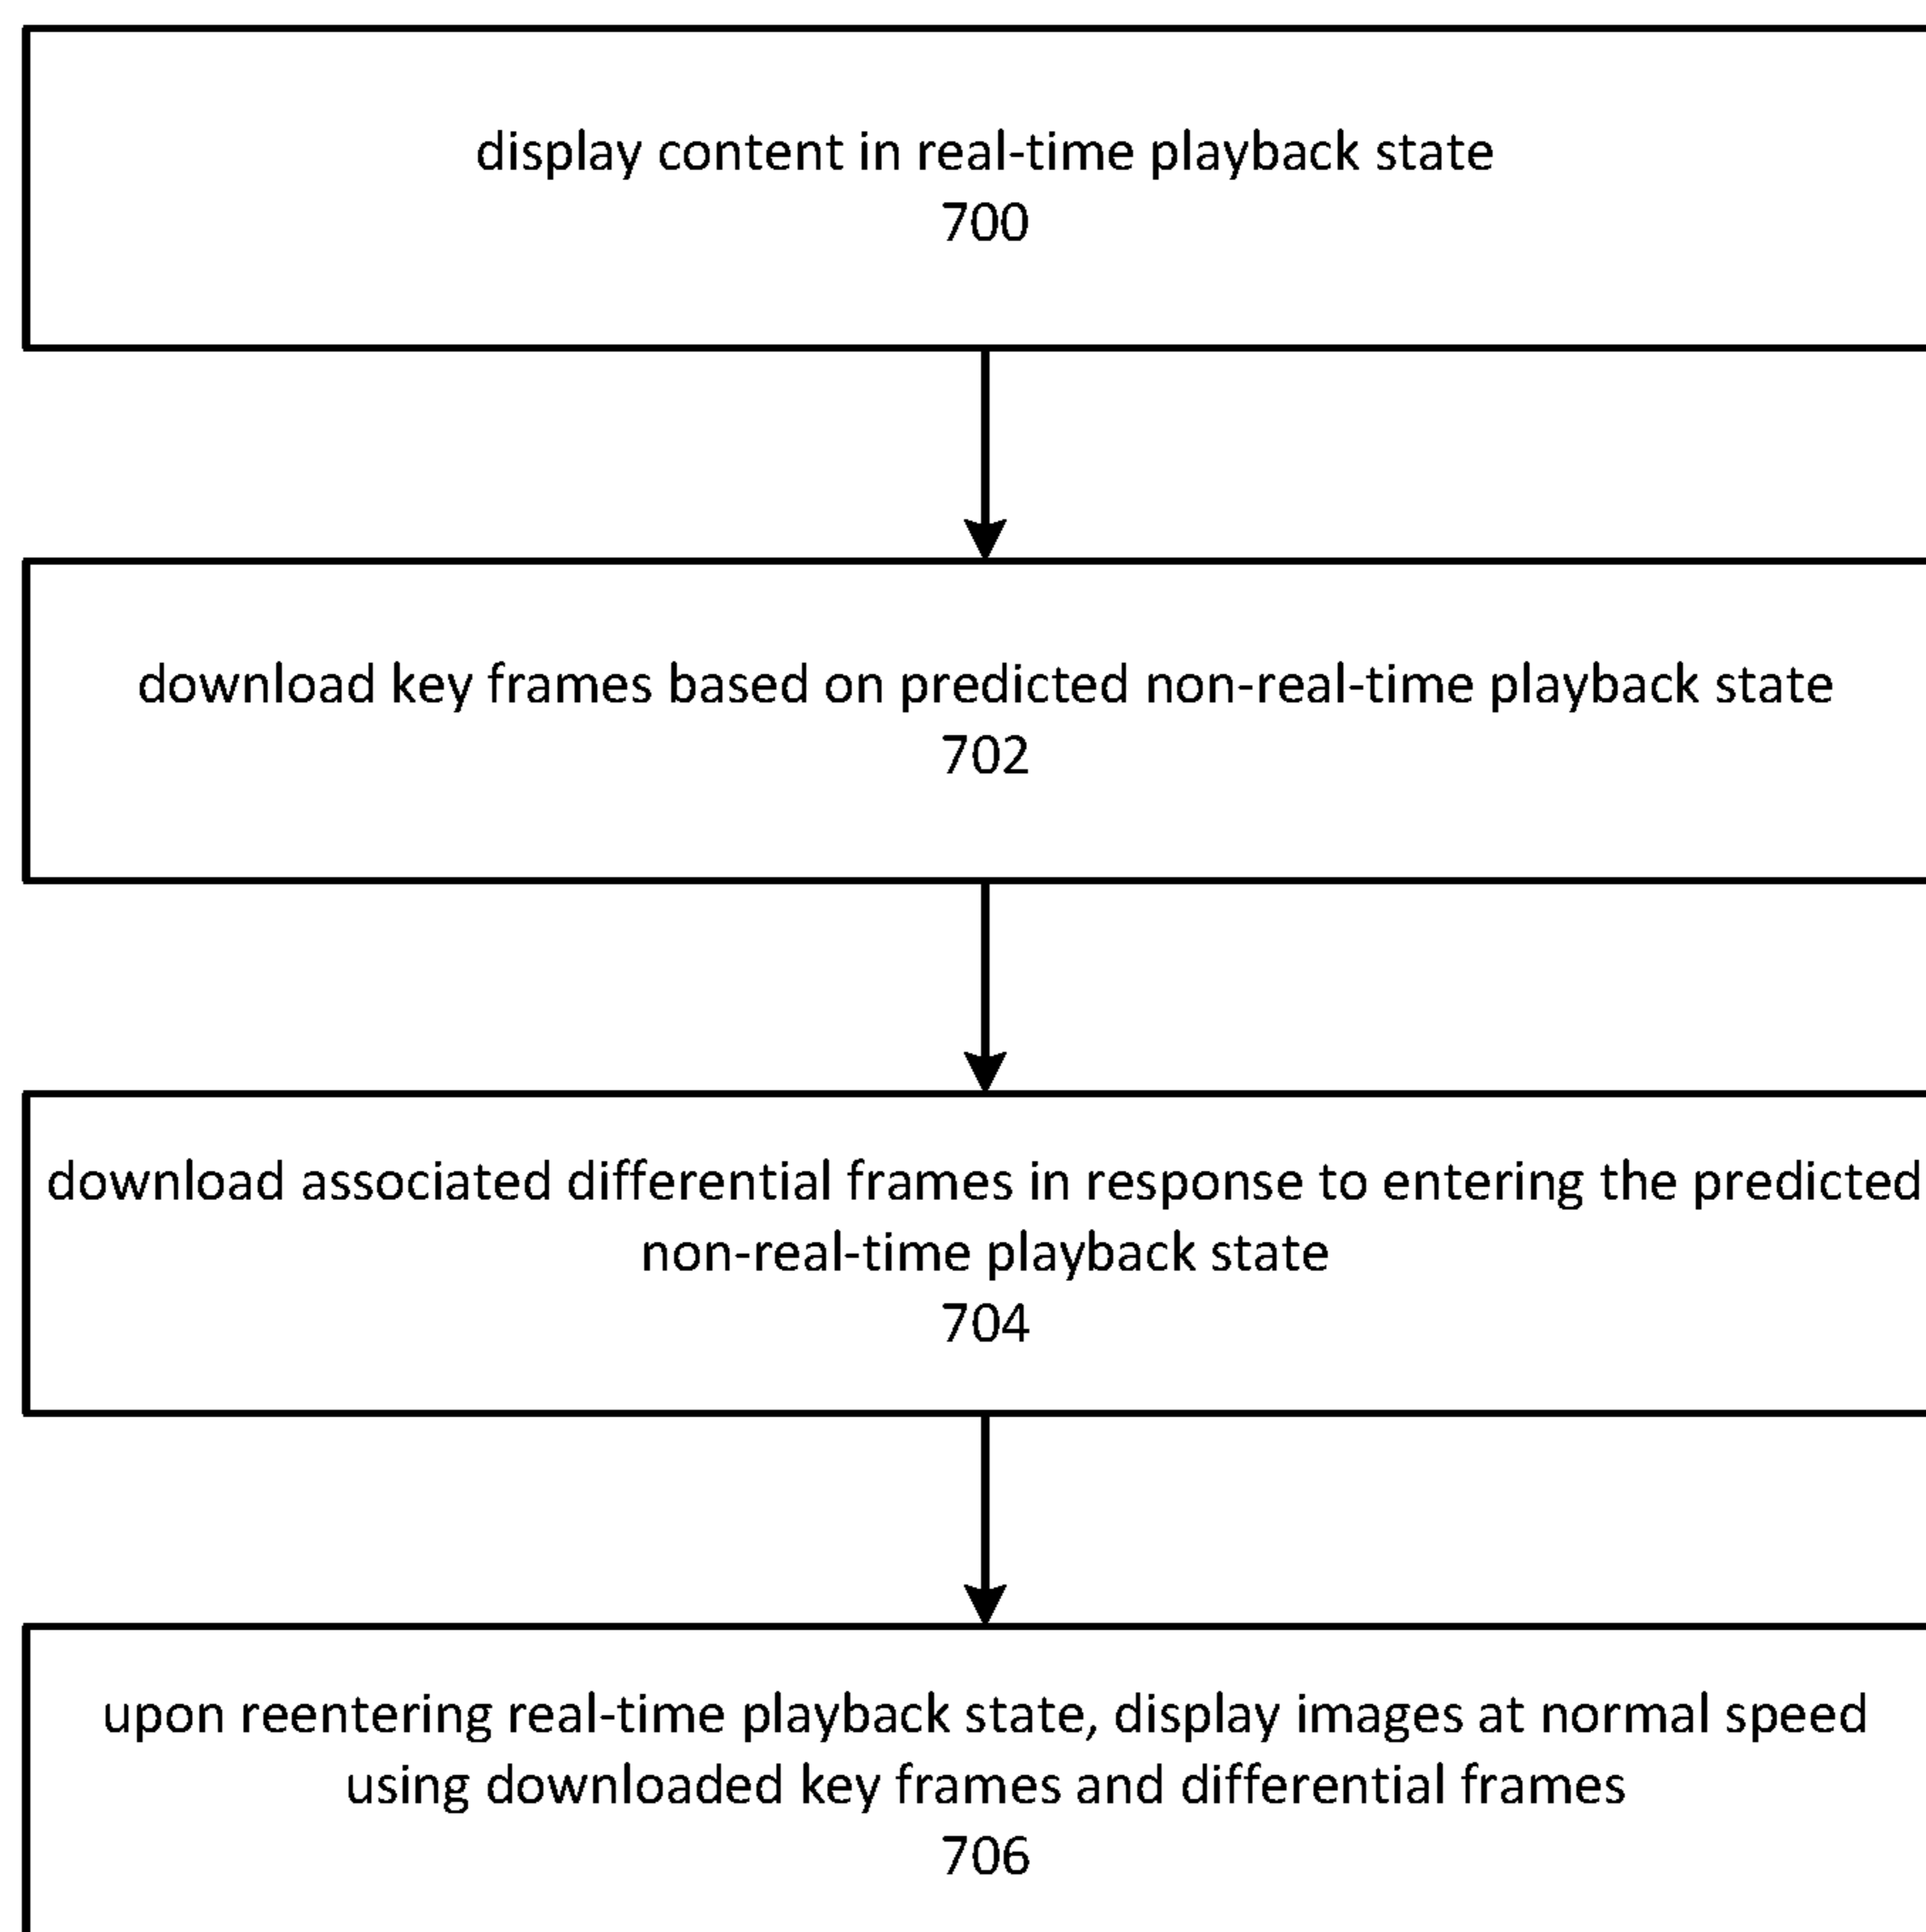 display content in real-time playback state
700
download key frames based on predicted non-real-time playback state
702
download associated differential frames in response to entering the predicted
non-real-time playback state
704
upon reentering real-time playback state, display images at normal speed
using downloaded key frames and differential frames
706